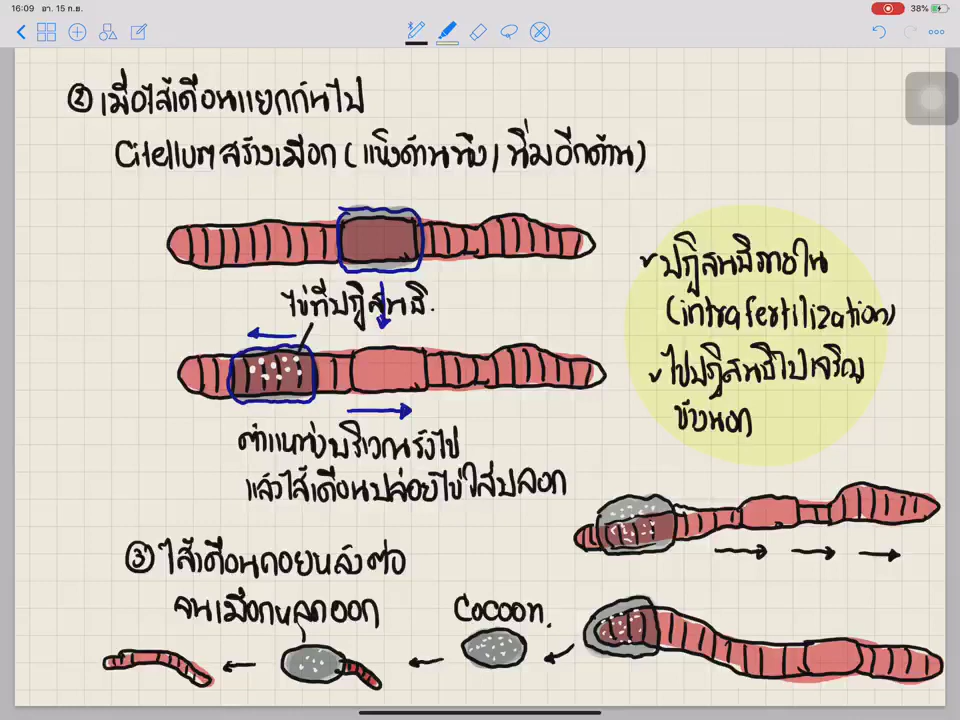 16:09 อา. 15 ก.ย.
38%
② เมื่อไส้เดือนแยกกันไป
Citellum สร้างเมือก (แข็งด้านหนึ่ง / นิ่มอีกด้าน)
ไข่ที่ปฏิสนธิ.
ตำแหน่งบริเวณรังไข่
แล้วไส้เดือนปล่อยไข่ใส่ปลอก
ปฏิสนธิภายใน
(intrafertilization)
ไข่ปฏิสนธิไปเจริญ
ข้างนอก
③ ไส้เดือนถอยหลังต่อ
จนเมือกหลุดออก
Cocoon.